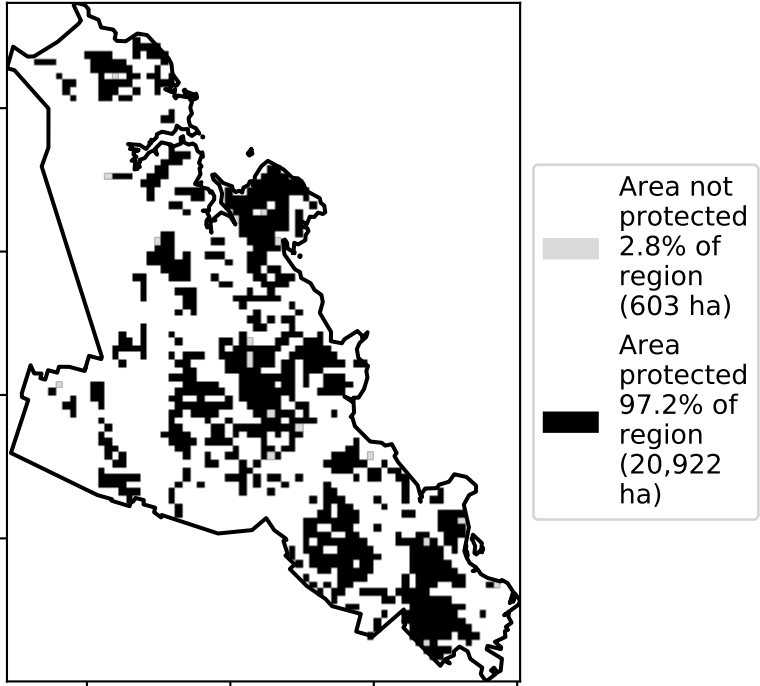 Area not
protected
2.8% of
region
(603 ha)
Area
protected
97.2% of
region
(20,922
ha)